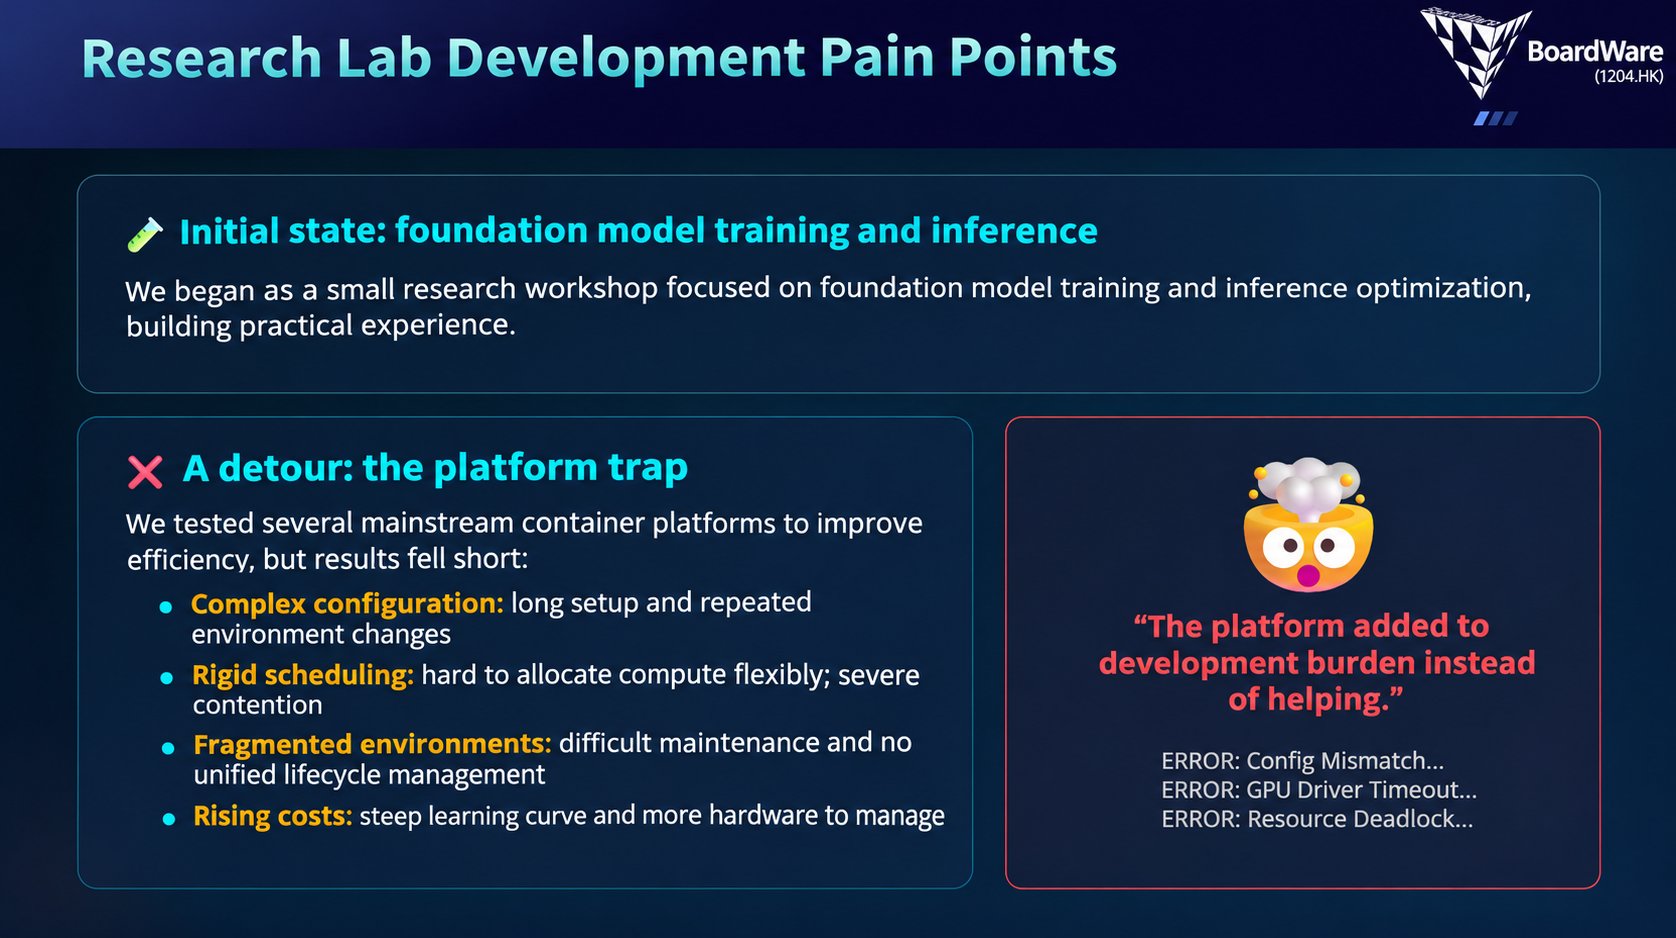 Research Lab Development Pain Points
BoardWare
(1204.HK)
Initial state: foundation model training and inference
We began as a small research workshop focused on foundation model training and inference optimization,
building practical experience.
A detour: the platform trap
We tested several mainstream container platforms to improve
efficiency, but results fell short:
Complex configuration: long setup and repeated
environment changes
Rigid scheduling: hard to allocate compute flexibly; severe
contention
Fragmented environments: difficult maintenance and no
unified lifecycle management
Rising costs: steep learning curve and more hardware to manage
“The platform added to
development burden instead
of helping.”
ERROR: Config Mismatch...
ERROR: GPU Driver Timeout...
ERROR: Resource Deadlock...